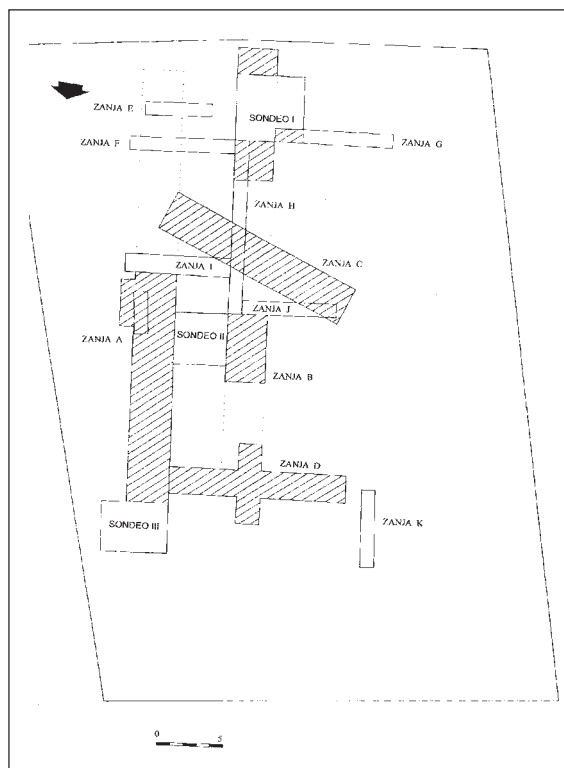 ZANJA E
SONDEO I
ZANJA F
ZANJA G
ZANJA H
ZANJA C
ZANJA I
ZANJA J
ZANJA A
SONDEO II
ZANJA B
ZANJA D
SONDEO III
ZANJA K
0 5